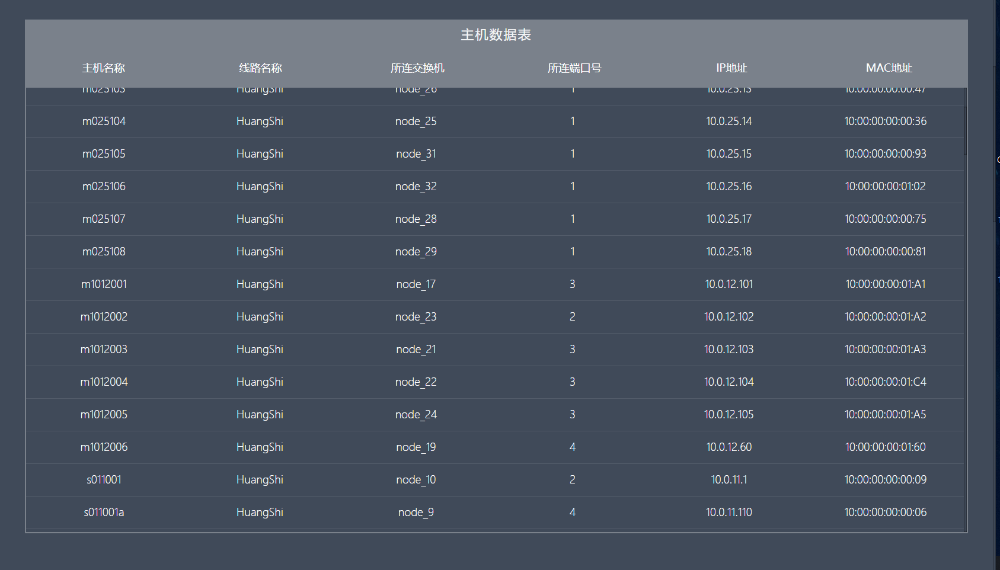 主机数据表
主机名称 线路名称 所连交换机 所连端口号 IP地址 MAC地址
m025103 HuangShi node_26 1 10.0.25.13 10:00:00:00:00:47
m025104 HuangShi node_25 1 10.0.25.14 10:00:00:00:00:36
m025105 HuangShi node_31 1 10.0.25.15 10:00:00:00:00:93
m025106 HuangShi node_32 1 10.0.25.16 10:00:00:00:01:02
m025107 HuangShi node_28 1 10.0.25.17 10:00:00:00:00:75
m025108 HuangShi node_29 1 10.0.25.18 10:00:00:00:00:81
m1012001 HuangShi node_17 3 10.0.12.101 10:00:00:00:01:A1
m1012002 HuangShi node_23 2 10.0.12.102 10:00:00:00:01:A2
m1012003 HuangShi node_21 3 10.0.12.103 10:00:00:00:01:A3
m1012004 HuangShi node_22 3 10.0.12.104 10:00:00:00:01:C4
m1012005 HuangShi node_24 3 10.0.12.105 10:00:00:00:01:A5
m1012006 HuangShi node_19 4 10.0.12.60 10:00:00:00:01:60
s011001 HuangShi node_10 2 10.0.11.1 10:00:00:00:00:09
s011001a HuangShi node_9 4 10.0.11.110 10:00:00:00:00:06